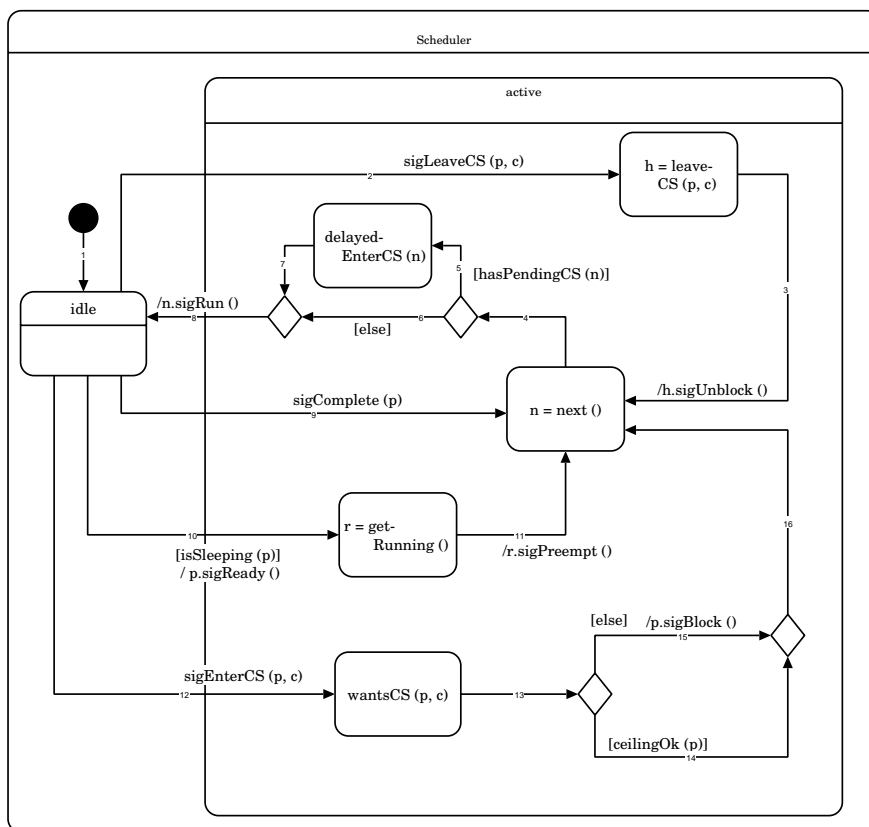 Scheduler
active
sigLeaveCS (p, c)
2
h = leave-
CS (p, c)
delayed-
EnterCS (n)
1
7
5
[hasPendingCS (n)]
3
idle
/n.sigRun ()
8
[else]
6
4
sigComplete (p)
9
n = next ()
/h.sigUnblock ()
10
[isSleeping (p)]
/ p.sigReady ()
r = get-
Running ()
11
/r.sigPreempt ()
16
sigEnterCS (p, c)
12
wantsCS (p, c)
13
[else]
/p.sigBlock ()
15
[ceilingOk (p)]
14